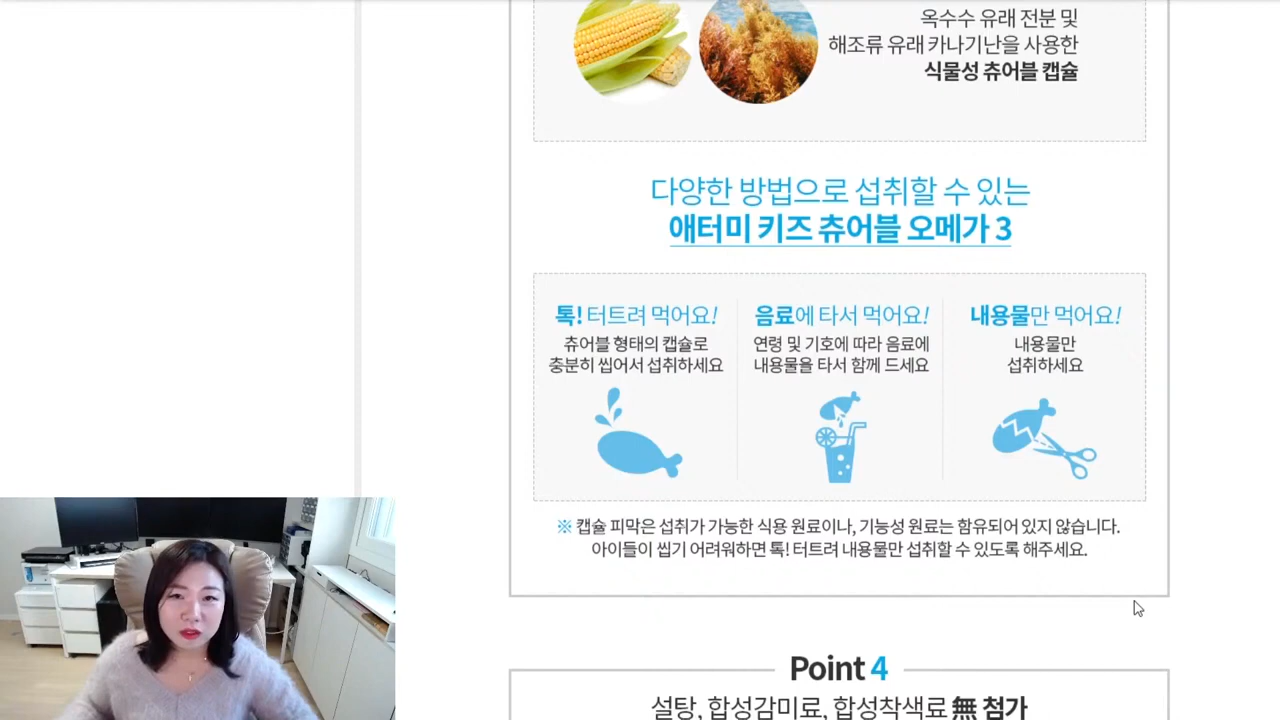 옥수수 유래 전분 및
해조류 유래 카나기난을 사용한
식물성 츄어블 캡슐
다양한 방법으로 섭취할 수 있는
애터미 키즈 츄어블 오메가 3
톡! 터트려 먹어요!
츄어블 형태의 캡슐로
충분히 씹어서 섭취하세요
음료에 타서 먹어요!
연령 및 기호에 따라 음료에
내용물을 타서 함께 드세요
내용물만 먹어요!
내용물만
섭취하세요
※ 캡슐 피막은 섭취가 가능한 식용 원료이나, 기능성 원료는 함유되어 있지 않습니다.
아이들이 씹기 어려워하면 톡! 터트려 내용물만 섭취할 수 있도록 해주세요.
Point 4
설탕, 합성감미료, 합성착색료 無 첨가